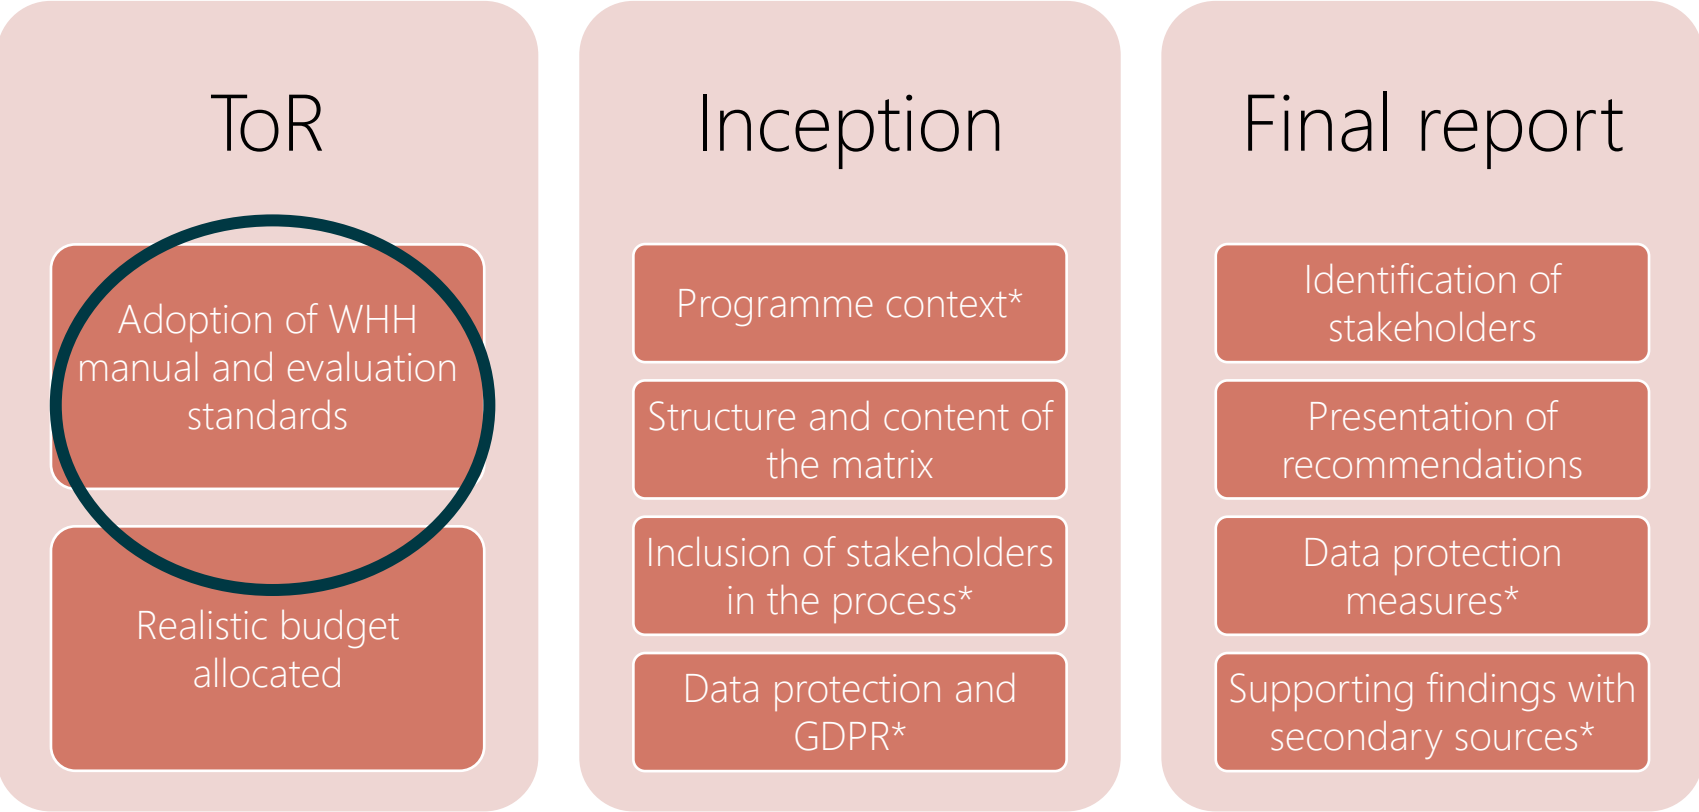 ToR
Adoption of WHH
manual and evaluation
standards
Realistic budget
allocated
Inception
Programme context*
Structure and content of
the matrix
Inclusion of stakeholders
in the process*
Data protection and
GDPR*
Final report
Identification of
stakeholders
Presentation of
recommendations
Data protection
measures*
Supporting findings with
secondary sources*